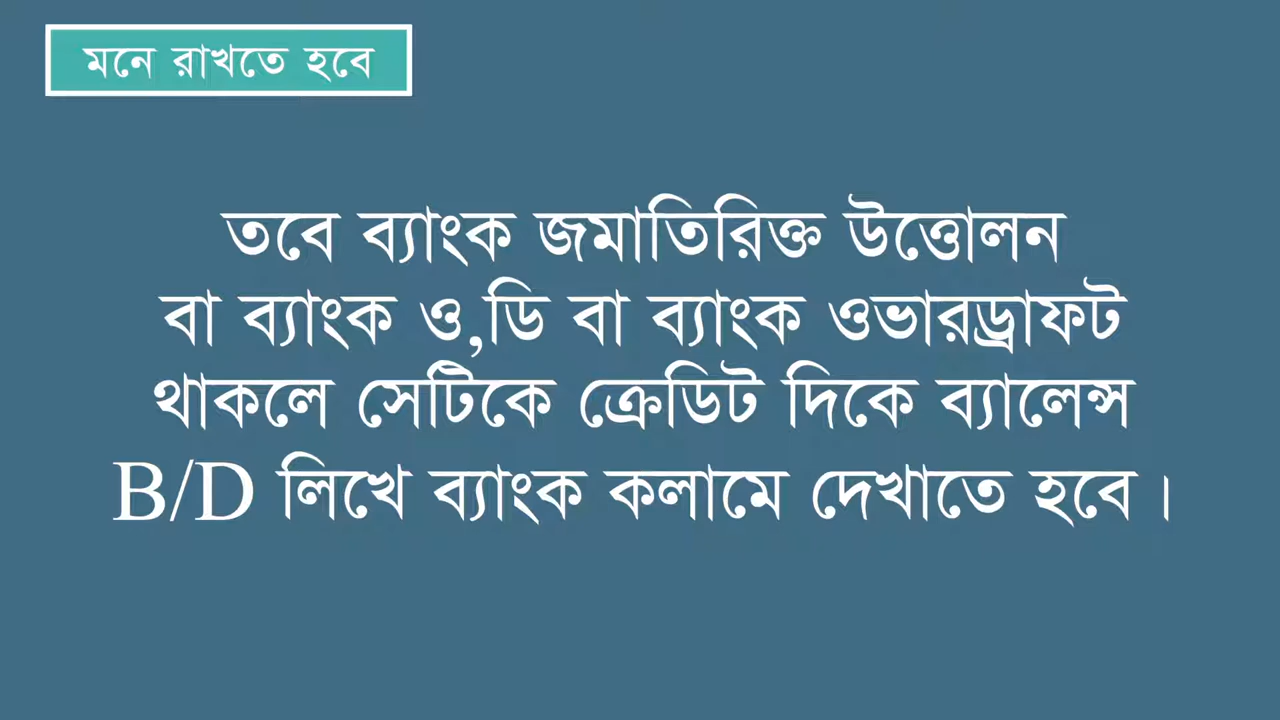 মনে রাখতে হবে
তবে ব্যাংক জমাতিরিক্ত উত্তোলন
বা ব্যাংক ও,ডি বা ব্যাংক ওভারড্রাফট
থাকলে সেটিকে ক্রেডিট দিকে ব্যালেন্স
B/D লিখে ব্যাংক কলামে দেখাতে হবে।